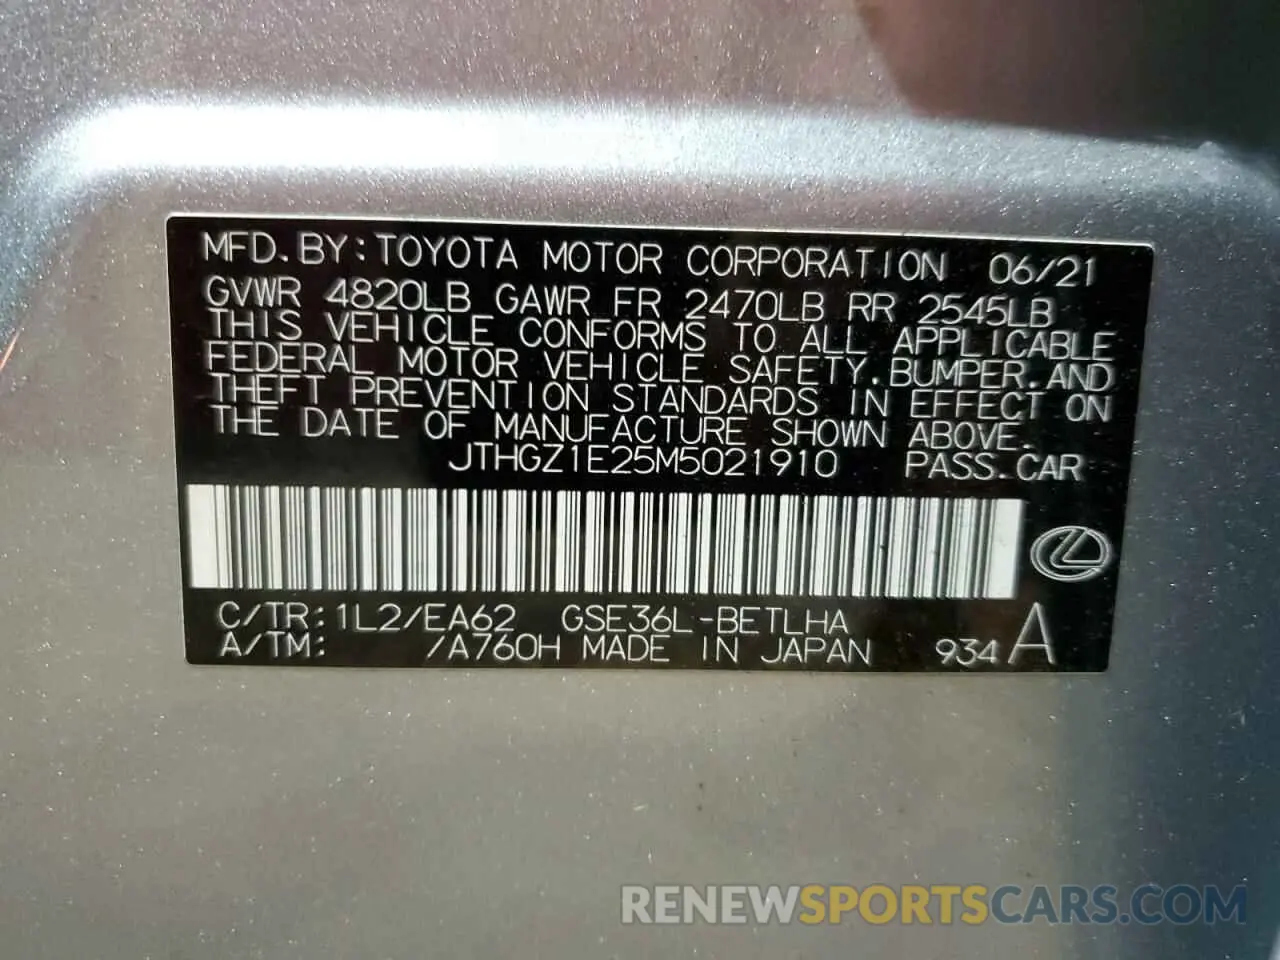 MFD. BY: TOYOTA MOTOR CORPORATION 06/21
GVWR 4820LB GAWR FR 2470LB RR 2545LB
THIS VEHICLE CONFORMS TO ALL APPLICABLE
FEDERAL MOTOR VEHICLE SAFETY, BUMPER, AND
THEFT PREVENTION STANDARDS IN EFFECT ON
THE DATE OF MANUFACTURE SHOWN ABOVE.
JTHGZ1E25M5021910 PASS. CAR
C/TR: 1L2/EA62 GSE36L-BETLHA
A/TM: /A760H MADE IN JAPAN 934 A
RENEWSPORTSCARS.COM